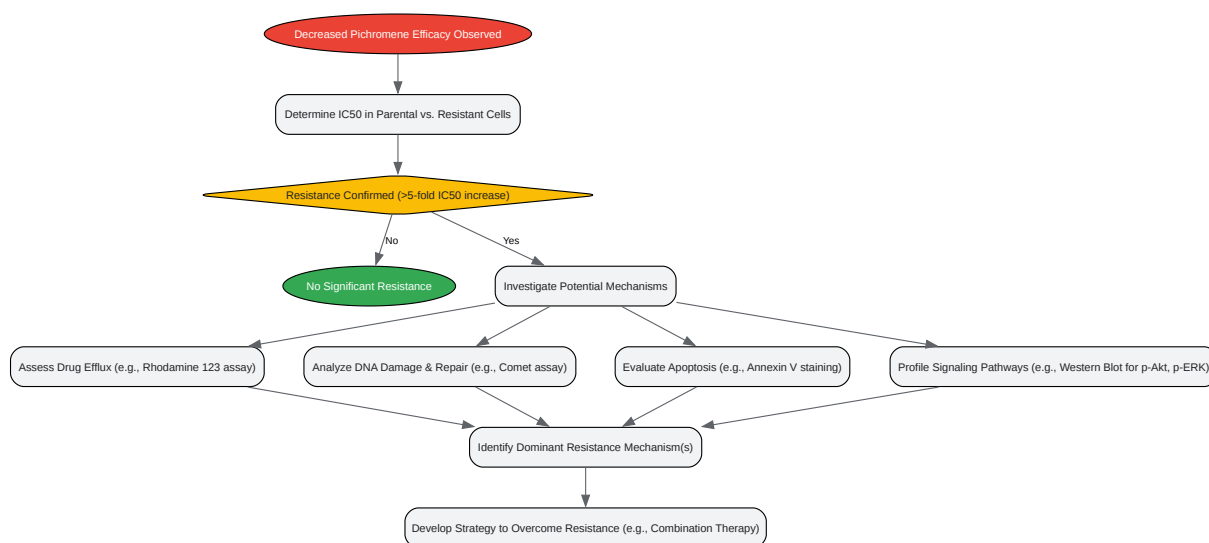 Decreased Pichromene Efficacy Observed
Determine IC50 in Parental vs. Resistant Cells
Resistance Confirmed (>5-fold IC50 increase)
No
Yes
No Significant Resistance
Investigate Potential Mechanisms
Assess Drug Efflux (e.g., Rhodamine 123 assay)
Analyze DNA Damage & Repair (e.g., Comet assay)
Evaluate Apoptosis (e.g., Annexin V staining)
Profile Signaling Pathways (e.g., Western Blot for p-Akt, p-ERK)
Identify Dominant Resistance Mechanism(s)
Develop Strategy to Overcome Resistance (e.g., Combination Therapy)